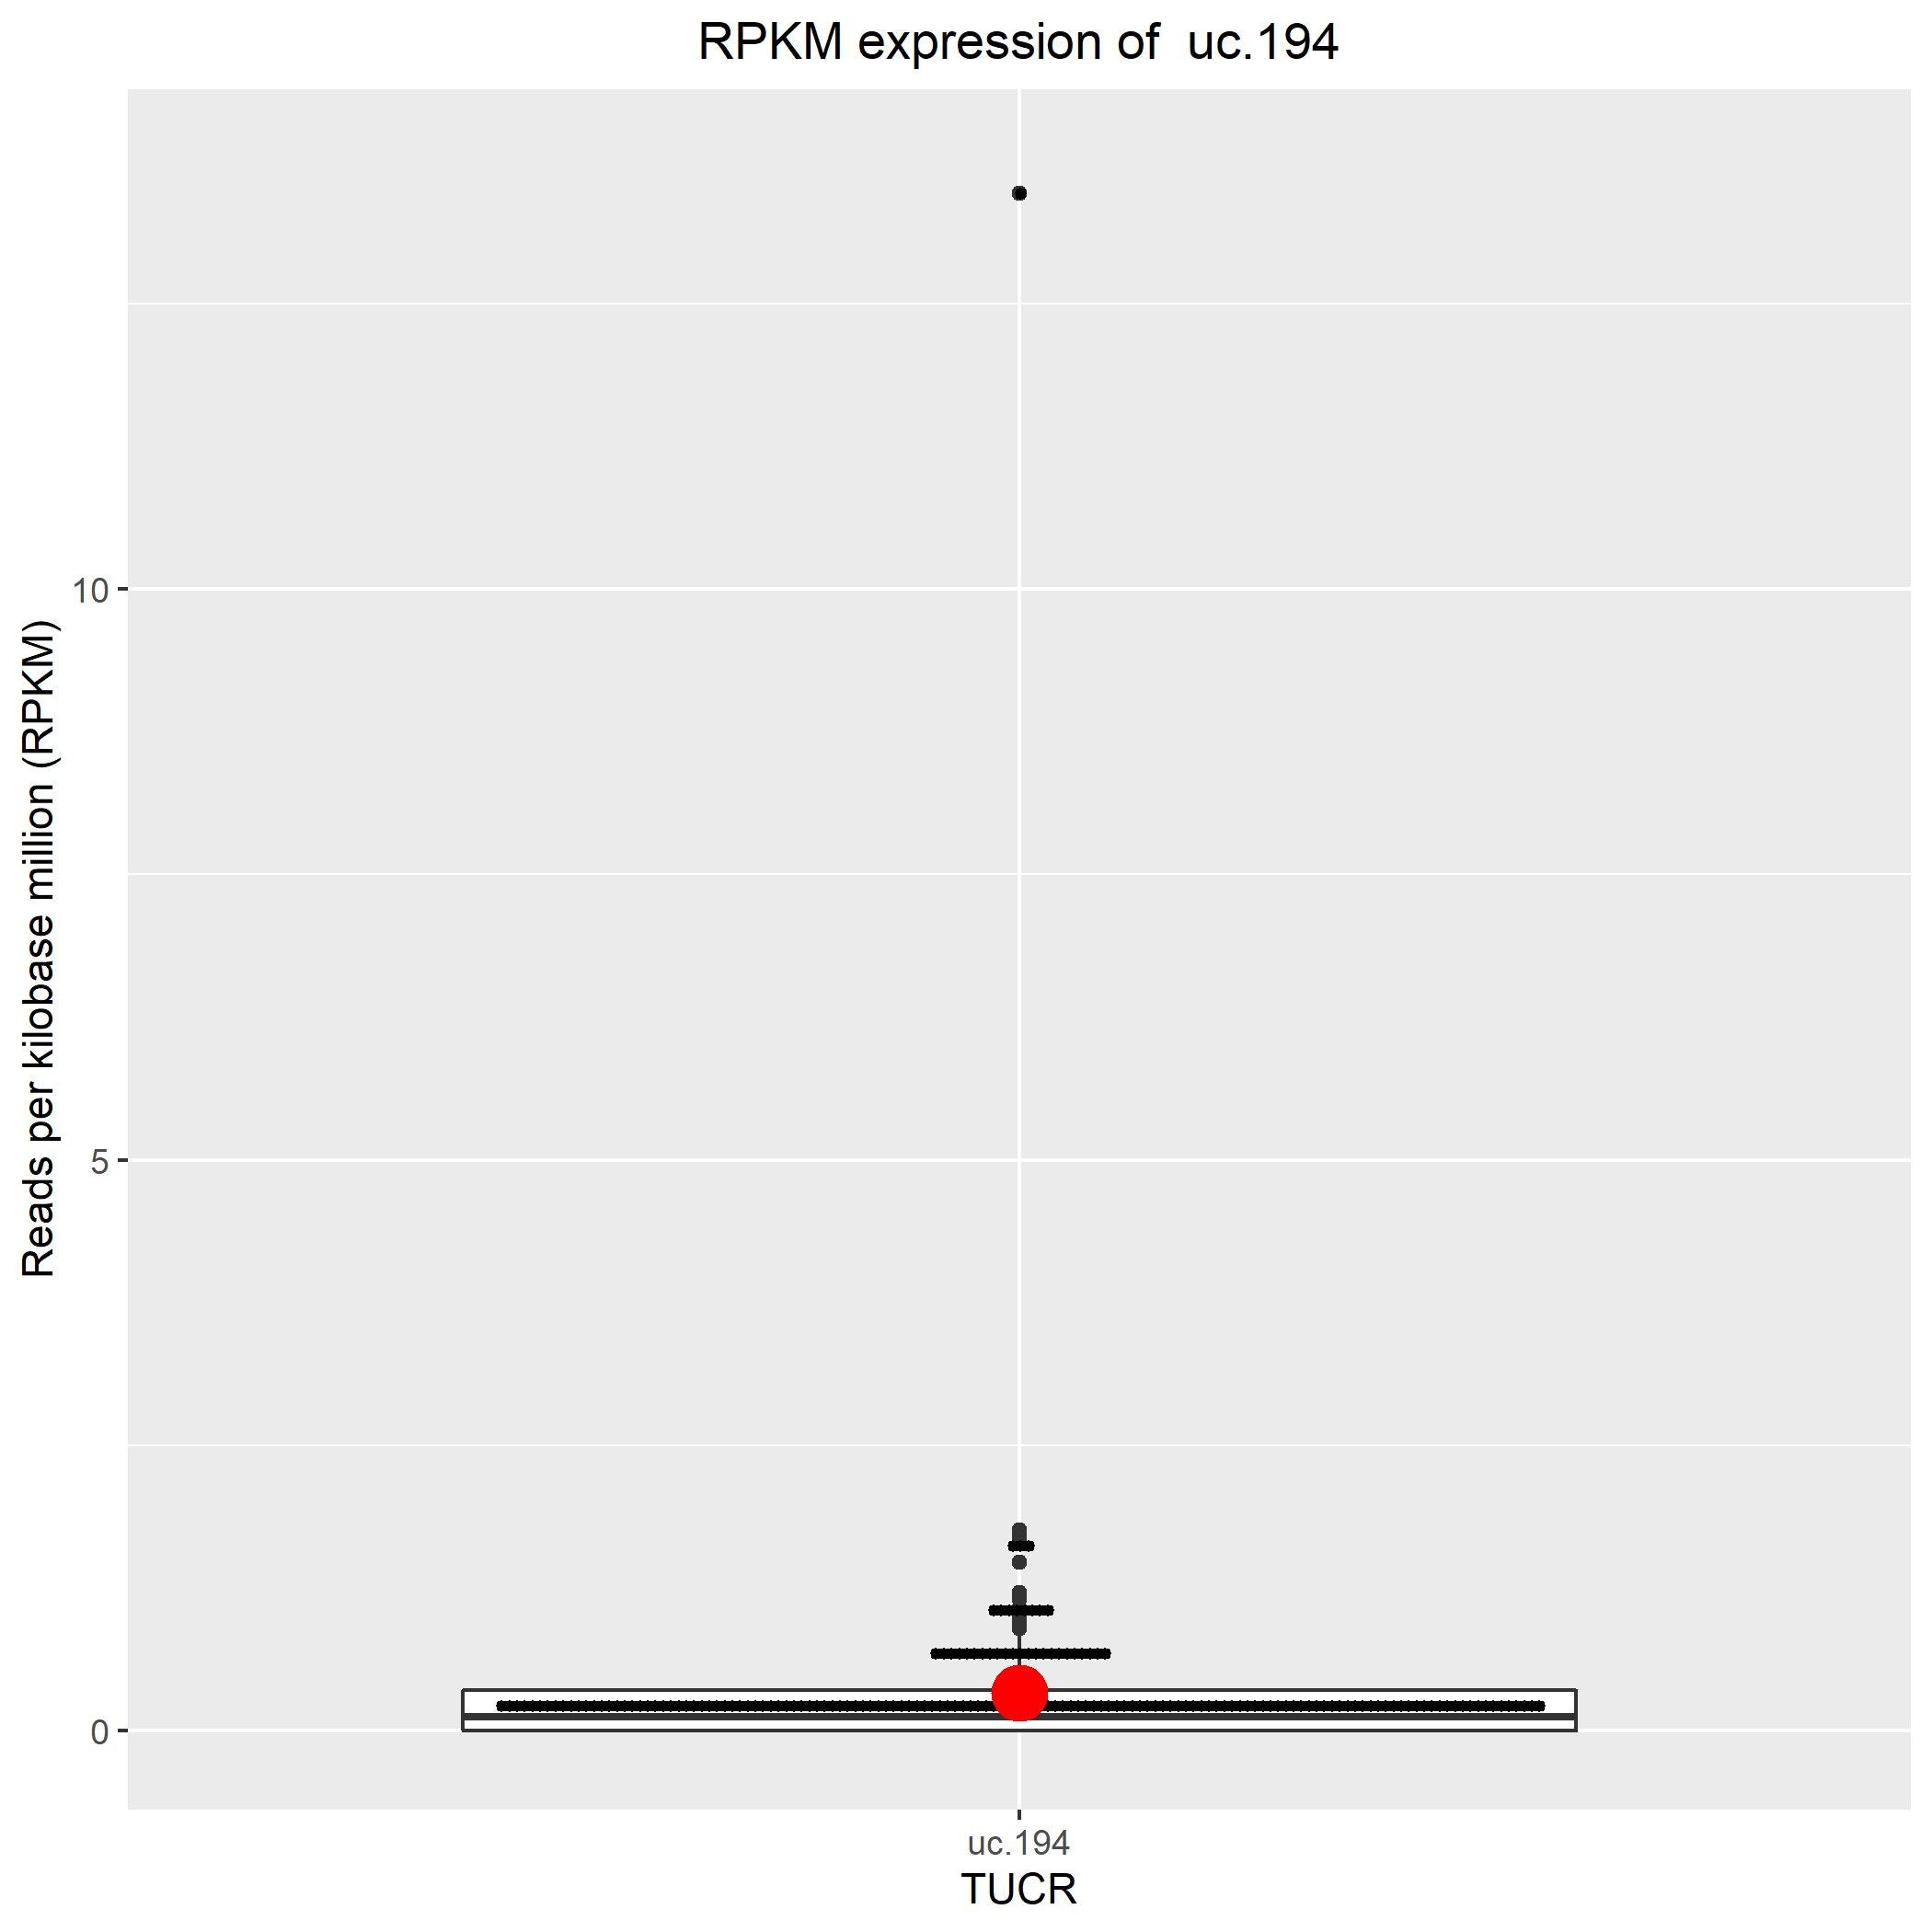 RPKM expression of  uc.194
Reads per kilobase million (RPKM)
10
5
0
uc.194
TUCR